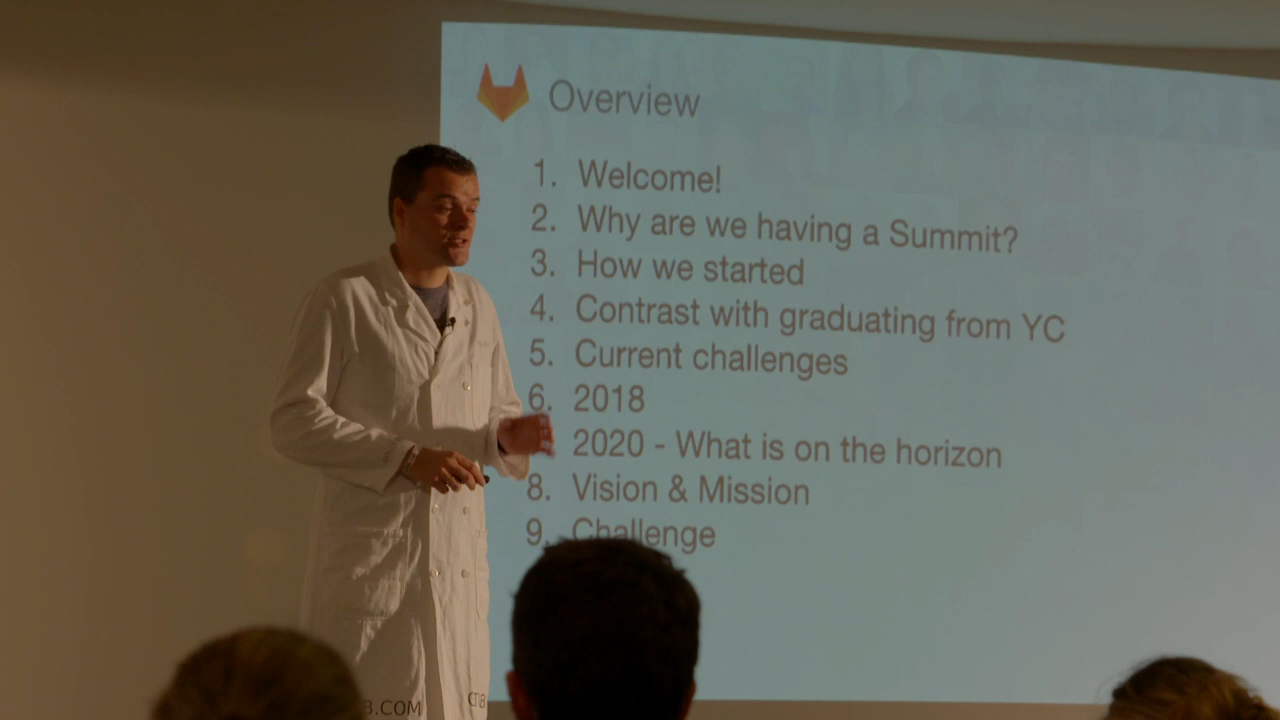 Overview
1. Welcome!
2. Why are we having a Summit?
3. How we started
4. Contrast with graduating from YC
5. Current challenges
6. 2018
2020 - What is on the horizon
8. Vision & Mission
9. Challenge
B.COM